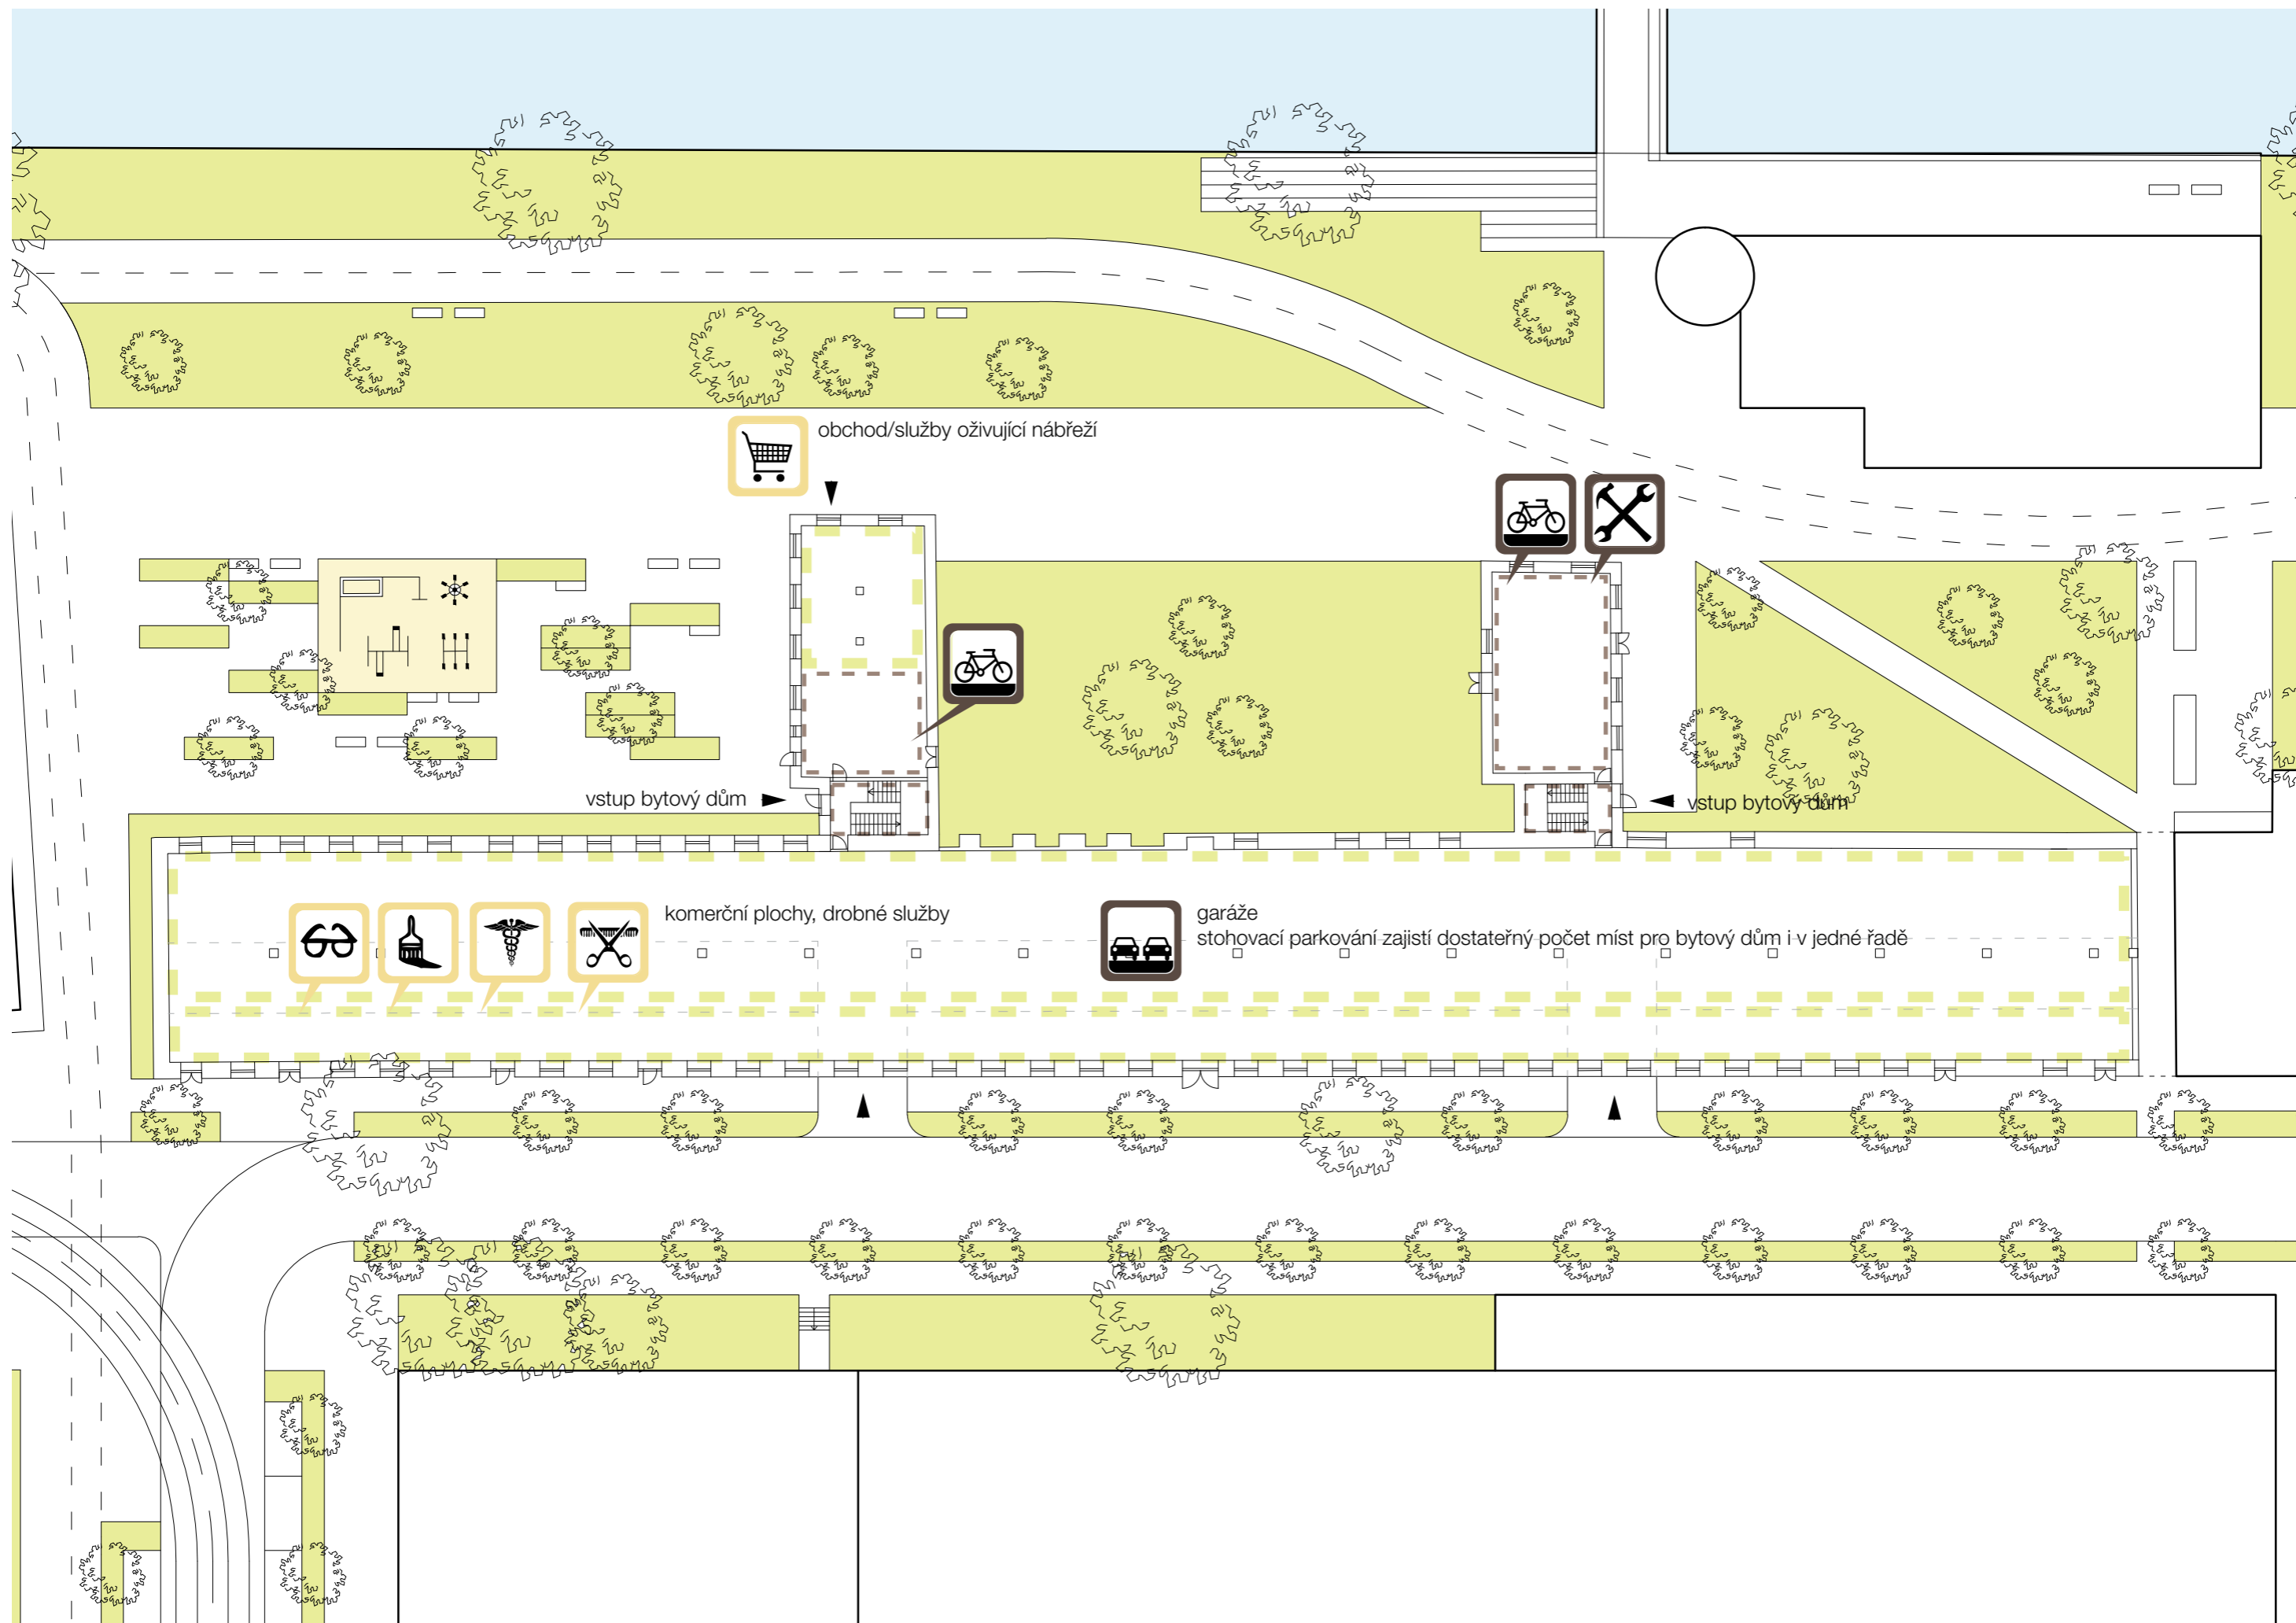 obchod/služby oživující nábřeží
vstup bytový dům
vstup bytový dům
komerční plochy, drobné služby
garáže
stohovací parkování zajistí dostateřný počet míst pro bytový dům i v jedné řadě